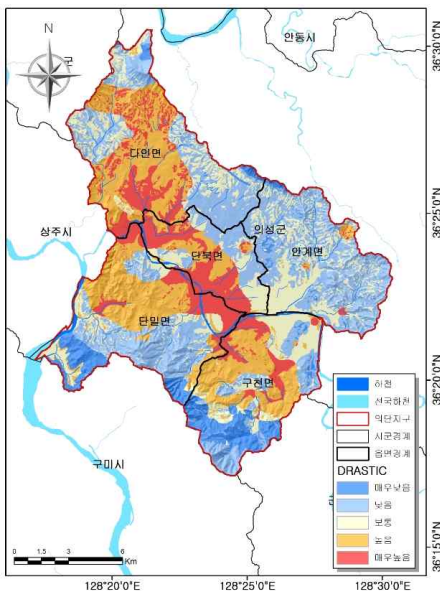 N
군
안동시
다인면
상주시
단북면
의성군
안계면
단밀면
구천면
구미시
36°30'0"N
36°25'0"N
36°20'0"N
36°15'0"N
하천
전국하천
익단지구
시군경계
읍면경계
DRASTIC
매우낮음
낮음
보통
높음
매우높음
0 1.5 3 6
Km
128°20'0"E
128°25'0"E
128°30'0"E